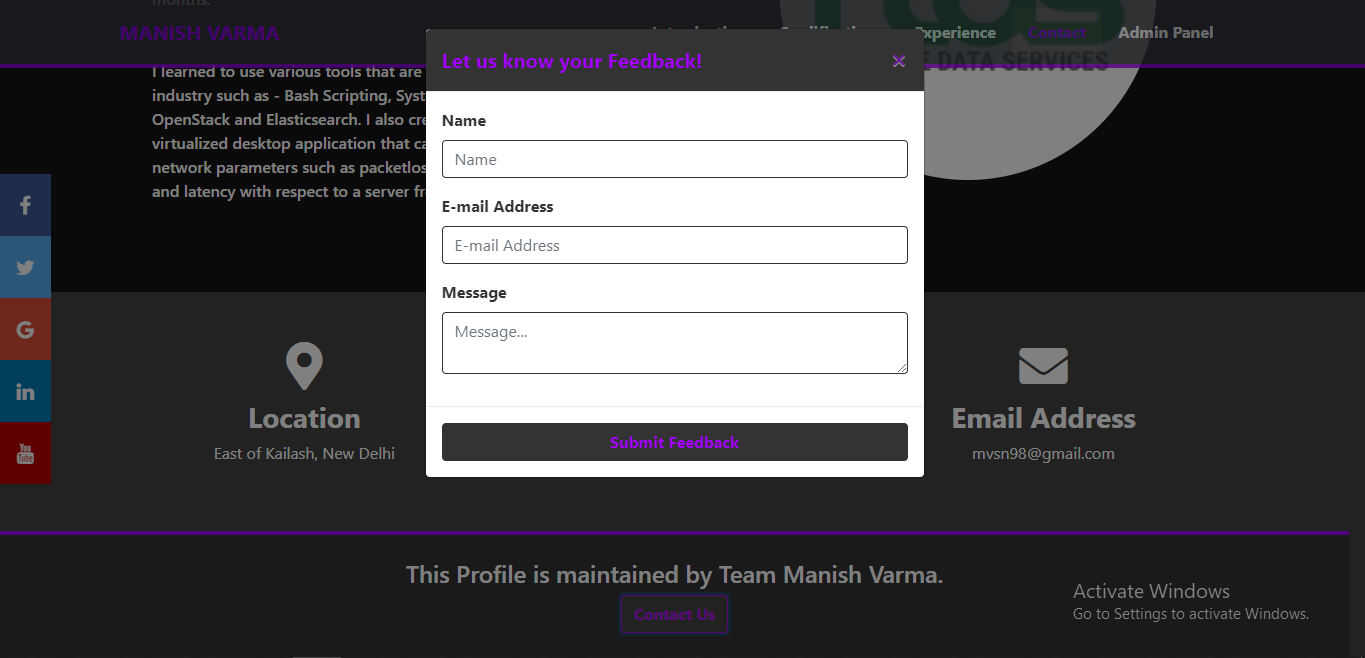 months.
MANISH VARMA
Experience
Contact
Admin Panel
Let us know your Feedback!
×
DATA SERVICES
I learned to use various tools that are
industry such as - Bash Scripting, Syst
OpenStack and Elasticsearch. I also cre
virtualized desktop application that ca
network parameters such as packetlos
and latency with respect to a server fr
Name
Name
E-mail Address
E-mail Address
Message
Message...
Submit Feedback
Location
East of Kailash, New Delhi
Email Address
mvsn98@gmail.com
You
Tube
This Profile is maintained by Team Manish Varma.
Contact Us
Activate Windows
Go to Settings to activate Windows.